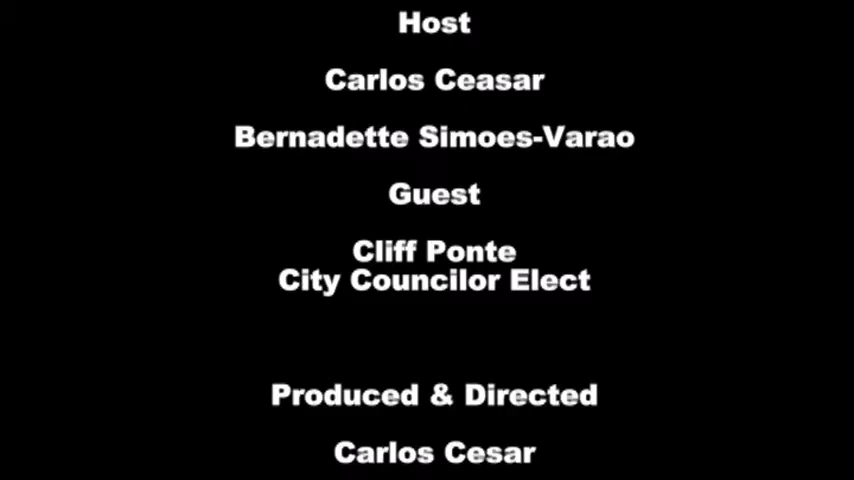 Host
Carlos Ceasar
Bernadette Simoes-Varao
Guest
Cliff Ponte
City Councilor Elect
Produced & Directed
Carlos Cesar